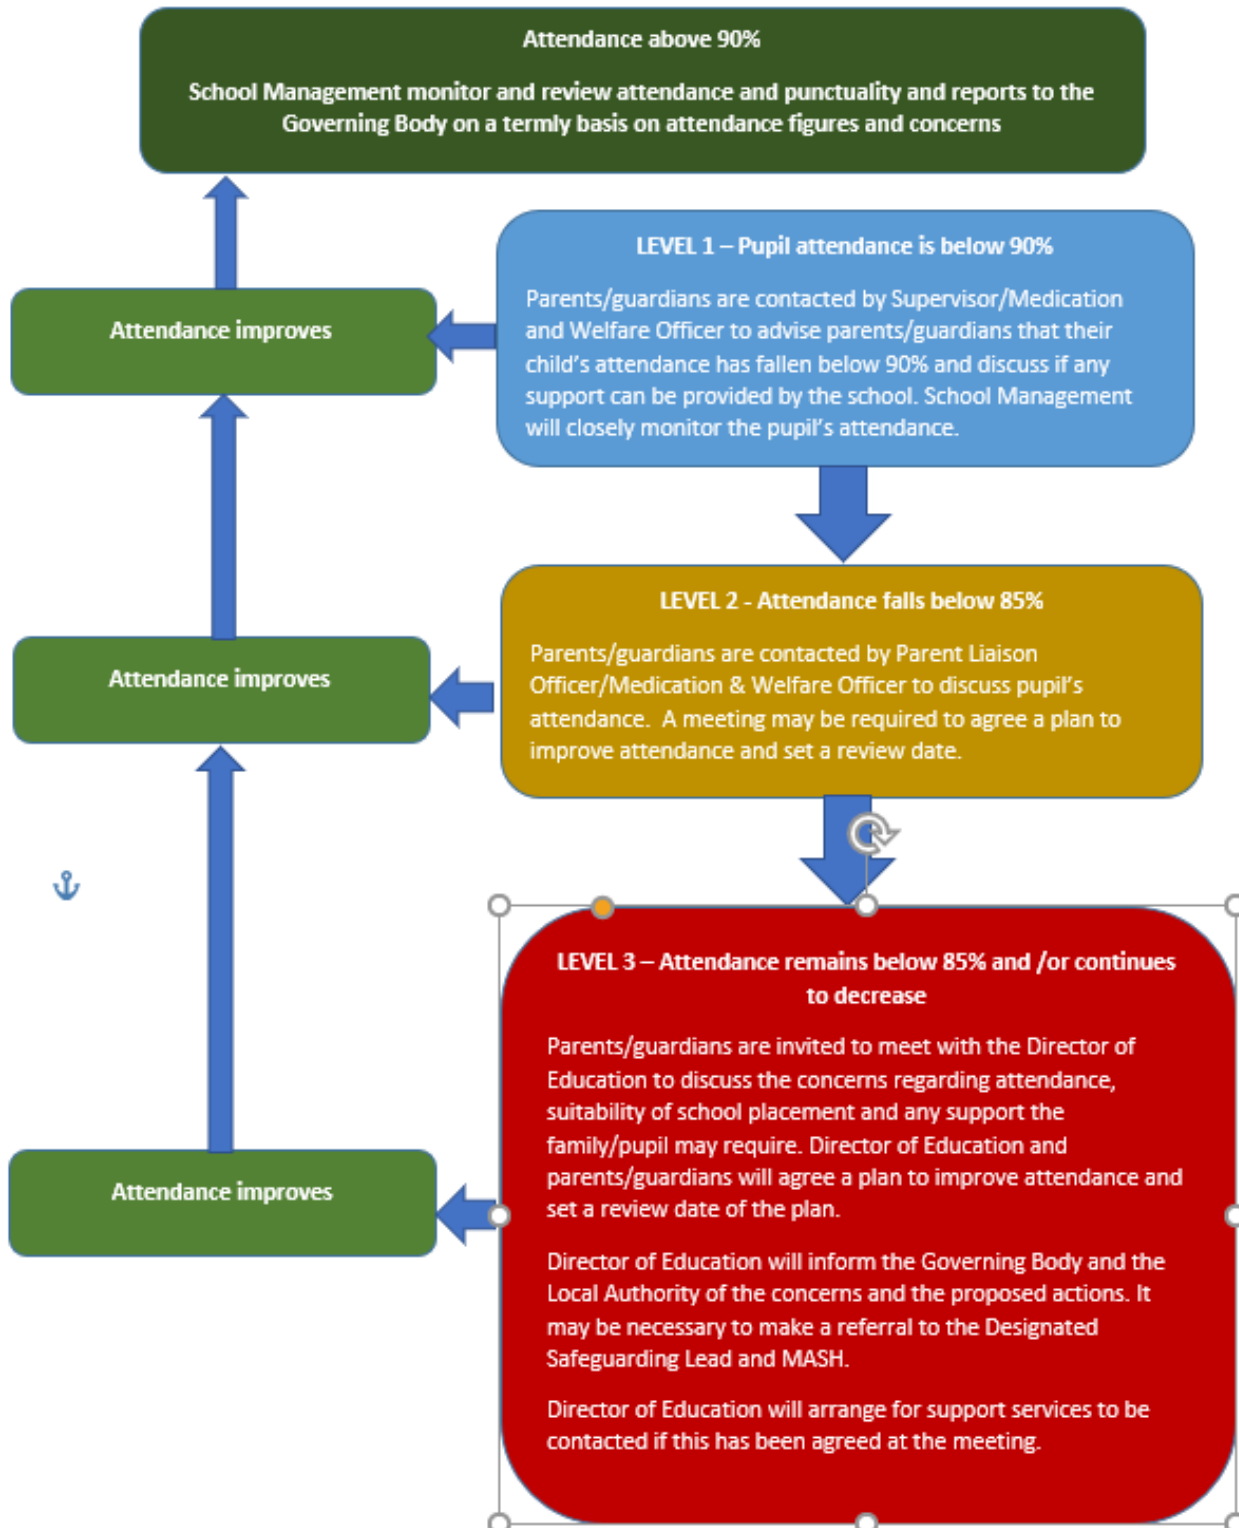 Attendance above 90%
School Management monitor and review attendance and punctuality and reports to the
Governing Body on a termly basis on attendance figures and concerns
LEVEL 1 – Pupil attendance is below 90%
Parents/guardians are contacted by Supervisor/Medication
and Welfare Officer to advise parents/guardians that their
child's attendance has fallen below 90% and discuss if any
support can be provided by the school. School Management
will closely monitor the pupil's attendance.
Attendance improves
LEVEL 2 - Attendance falls below 85%
Parents/guardians are contacted by Parent Liaison
Officer/Medication & Welfare Officer to discuss pupil's
attendance.  A meeting may be required to agree a plan to
improve attendance and set a review date.
Attendance improves
LEVEL 3 – Attendance remains below 85% and /or continues
to decrease
Parents/guardians are invited to meet with the Director of
Education to discuss the concerns regarding attendance,
suitability of school placement and any support the
family/pupil may require. Director of Education and
parents/guardians will agree a plan to improve attendance and
set a review date of the plan.
Director of Education will inform the Governing Body and the
Local Authority of the concerns and the proposed actions. It
may be necessary to make a referral to the Designated
Safeguarding Lead and MASH.
Director of Education will arrange for support services to be
contacted if this has been agreed at the meeting.
Attendance improves